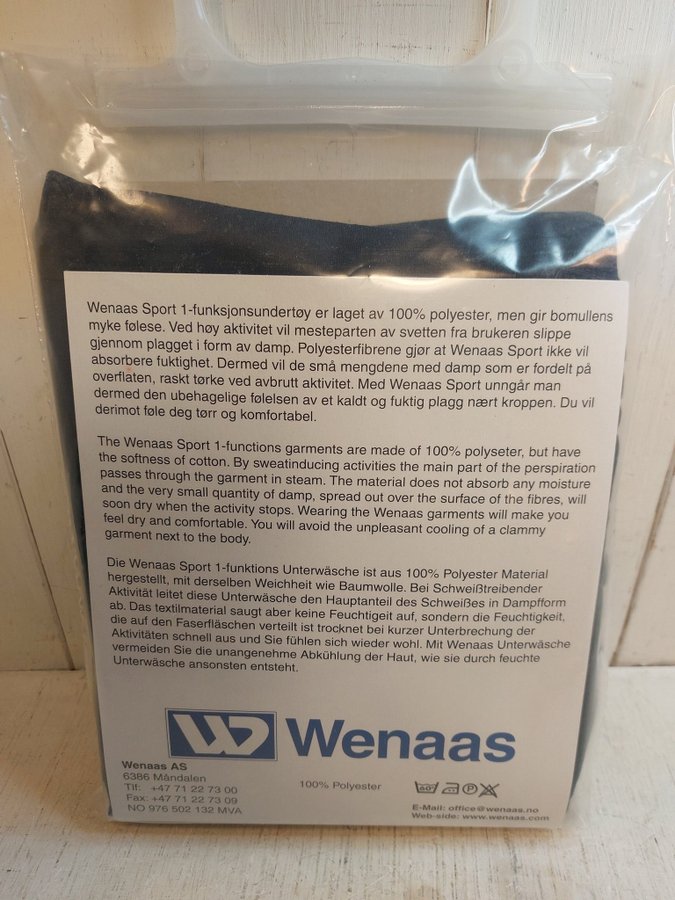 Wenaas Sport 1-funksjonsundertøy er laget av 100% polyester, men gir bomullens
myke følese. Ved høy aktivitet vil mesteparten av svetten fra brukeren slippe
gjennom plagget i form av damp. Polyesterfibrene gjør at Wenaas Sport ikke vil
absorbere fuktighet. Dermed vil de små mengdene med damp som er fordelt på
overflaten, raskt tørke ved avbrutt aktivitet. Med Wenaas Sport unngår man
dermed den ubehagelige følelsen av et kaldt og fuktig plagg nært kroppen. Du vil
derimot føle deg tørr og komfortabel.
The Wenaas Sport 1-functions garments are made of 100% polyseter, but have
the softness of cotton. By sweatinducing activities the main part of the perspiration
passes through the garment in steam. The material does not absorb any moisture
and the very small quantity of damp, spread out over the surface of the fibres, will
soon dry when the activity stops. Wearing the Wenaas garments will make you
feel dry and comfortable. You will avoid the unpleasant cooling of a clammy
garment next to the body.
Die Wenaas Sport 1-funktions Unterwäsche ist aus 100% Polyester Material
hergestellt, mit derselben Weichheit wie Baumwolle. Bei Schweißtreibender
Aktivität leitet diese Unterwäsche den Hauptanteil des Schweißes in Dampfform
ab. Das textilmaterial saugt aber keine Feuchtigeit auf, sondern die Feuchtigkeit,
die auf den Faserfläschen verteilt ist trocknet bei kurzer Unterbrechung der
Aktivitäten schnell aus und Sie fühlen sich wieder wohl. Mit Wenaas Unterwäsche
vermeiden Sie die unangenehme Abkühlung der Haut, wie sie durch feuchte
Unterwäsche ansonsten entsteht.
Wenaas
Wenaas AS
6386 Måndalen
Tlf: +47 71 22 73 00
Fax: +47 71 22 73 09
NO 976 502 132 MVA
100% Polyester
60°
P
E-Mail: office@wenaas.no
Web-side: www.wenaas.com